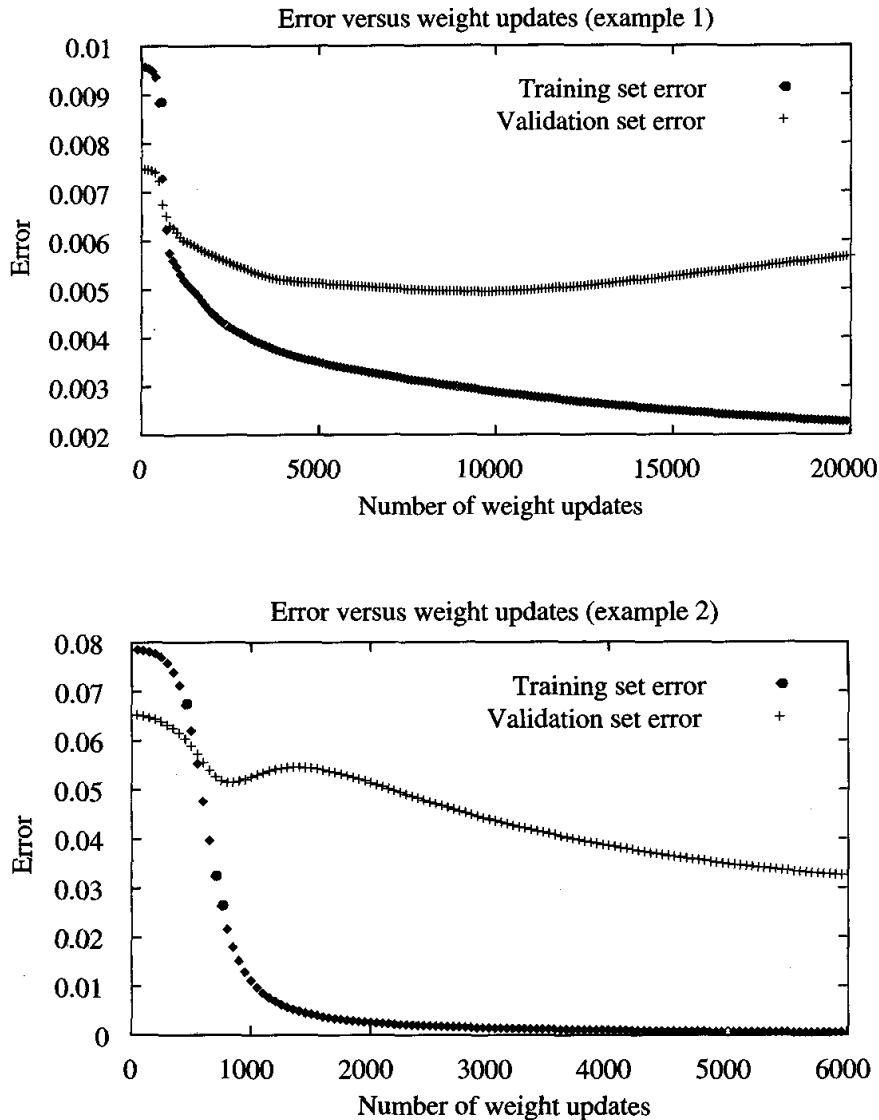 Error versus weight updates (example 1)
0.01
0.009
0.008
0.007
0.006
0.005
0.004
0.003
0.002
Error
Training set error
Validation set error
0 5000 10000 15000 20000
Number of weight updates
Error versus weight updates (example 2)
0.08
0.07
0.06
0.05
0.04
0.03
0.02
0.01
0
Error
Training set error
Validation set error
0 1000 2000 3000 4000 5000 6000
Number of weight updates